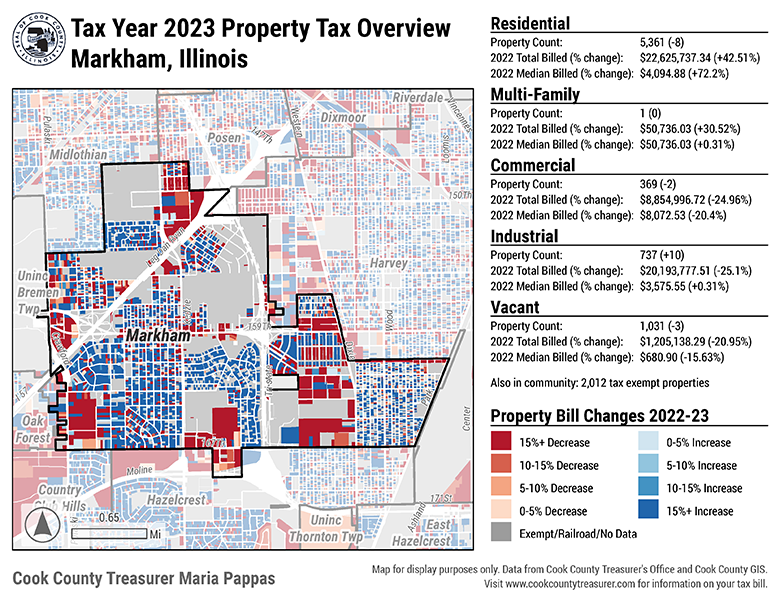 Tax Year 2023 Property Tax Overview
Markham, Illinois
SEAL OF COOK COUNTY
ILLINOIS
Residential
Property Count: 5,361 (-8)
2022 Total Billed (% change): $22,625,737.34 (+42.51%)
2022 Median Billed (% change): $4,094.88 (+72.2%)
Multi-Family
Property Count: 1 (0)
2022 Total Billed (% change): $50,736.03 (+30.52%)
2022 Median Billed (% change): $50,736.03 (+0.31%)
Commercial
Property Count: 369 (-2)
2022 Total Billed (% change): $8,854,996.72 (-24.96%)
2022 Median Billed (% change): $8,072.53 (-20.4%)
Industrial
Property Count: 737 (+10)
2022 Total Billed (% change): $20,193,777.51 (-25.1%)
2022 Median Billed (% change): $3,575.55 (+0.31%)
Vacant
Property Count: 1,031 (-3)
2022 Total Billed (% change): $1,205,138.29 (-20.95%)
2022 Median Billed (% change): $680.90 (-15.63%)
Also in community: 2,012 tax exempt properties
Property Bill Changes 2022-23
15%+ Decrease
10-15% Decrease
5-10% Decrease
0-5% Decrease
Exempt/Railroad/No Data
0-5% Increase
5-10% Increase
10-15% Increase
15%+ Increase
Riverdale
Vincennes
Dixmoor
Western
Pulaski
147th
Posen
Loomis
Midlothian
150th
Harvey
Uninc
Bremen
Twp
Kedzie
Wood
159TH
Markham
Crawford
Dixie
Park
Center
Oak
Forest
167TH
Moline
Country
Hills
Hazelcrest
171St
Ashland
0.65
Mi
Uninc
Thornton Twp
East
Hazelcrest
Cook County Treasurer Maria Pappas
Map for display purposes only. Data from Cook County Treasurer's Office and Cook County GIS.
Visit www.cookcountytreasurer.com for information on your tax bill.